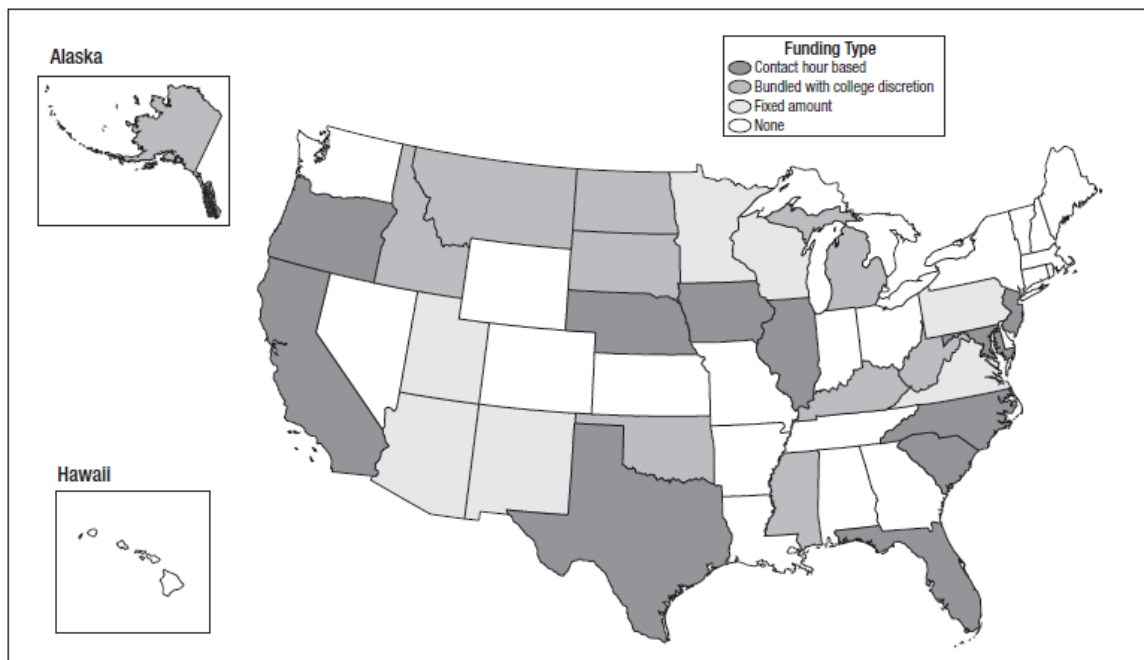 Alaska
Funding Type
Contact hour based
Bundled with college discretion
Fixed amount
None
Hawaii